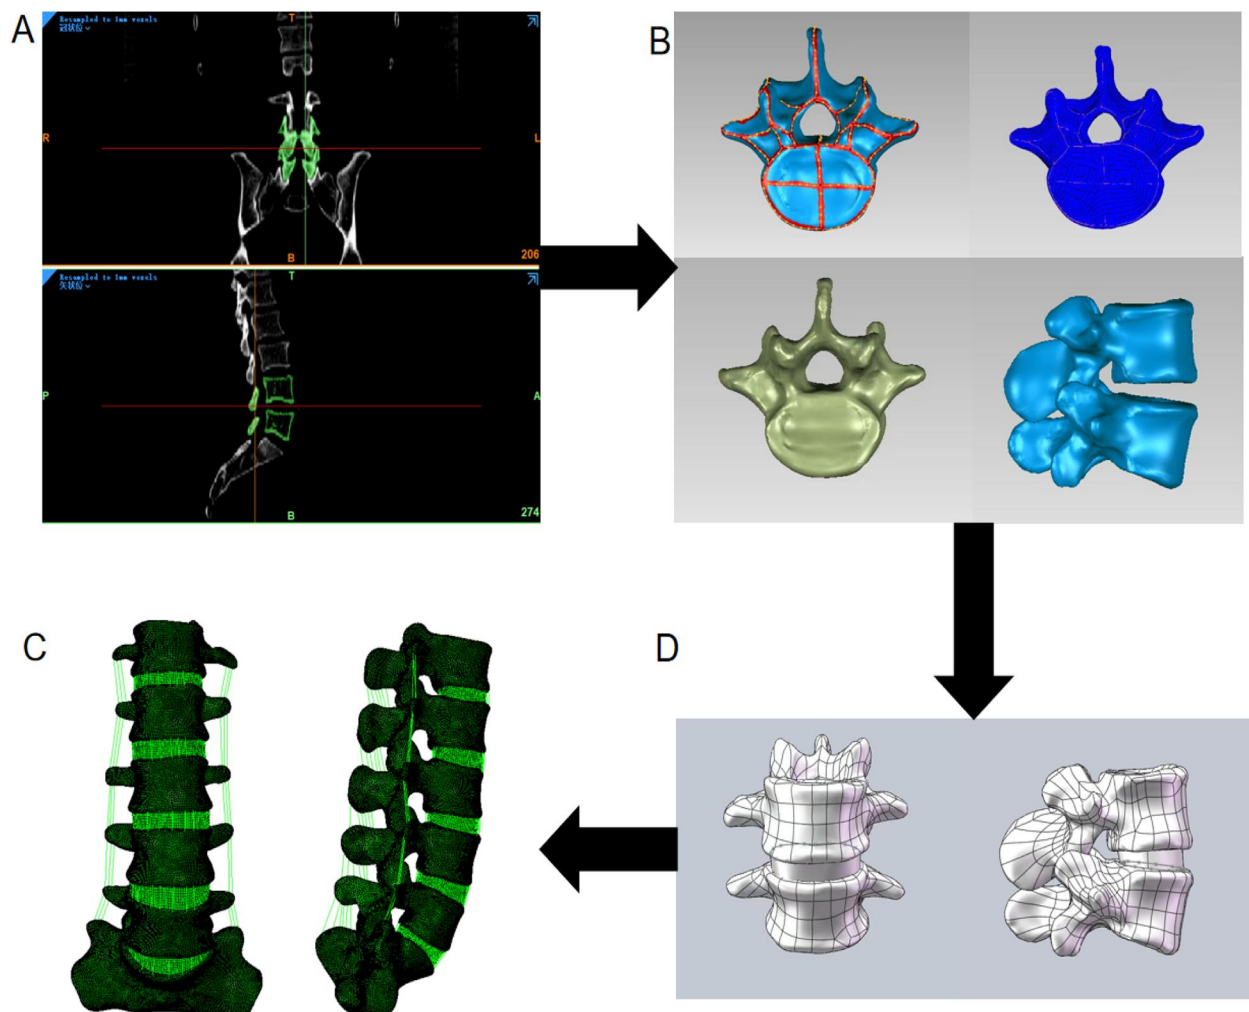 A
Resampled to 1mm voxels
冠状位
T
R
L
B
206
Resampled to 1mm voxels
矢状位
T
P
A
B
274
B
C
D